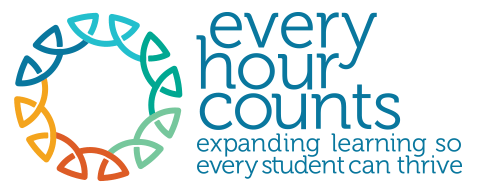 every
hour
counts
expanding learning so
every student can thrive